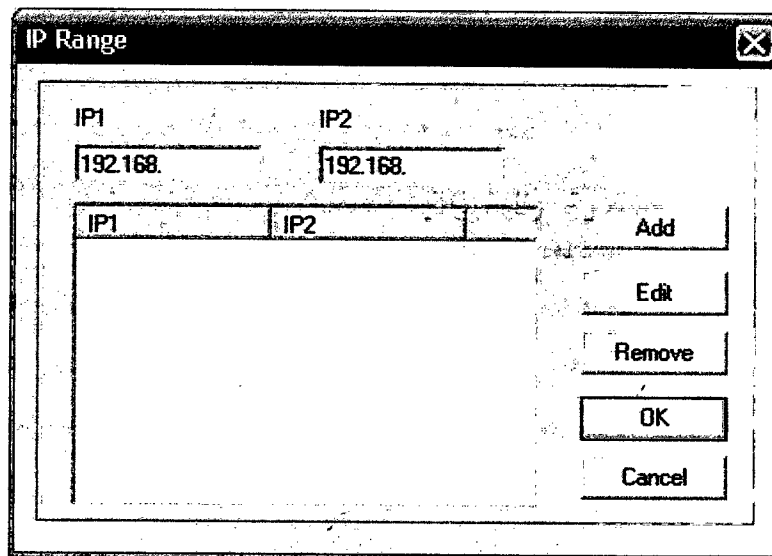 IP Range
IP1 IP2
192.168. 192.168.
IP1 IP2
Add
Edit
Remove
OK
Cancel